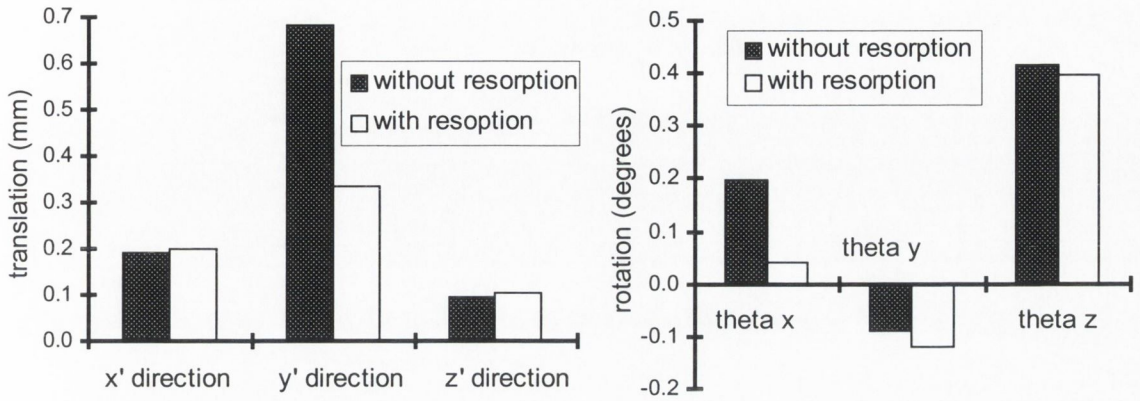 0.7
0.6
0.5
0.4
0.3
0.2
0.1
0.0
translation (mm)
without resorption
with resoption
x' direction
y' direction
z' direction
0.5
0.4
0.3
0.2
0.1
0.0
-0.1
-0.2
rotation (degrees)
without resorption
with resorption
theta x
theta y
theta z